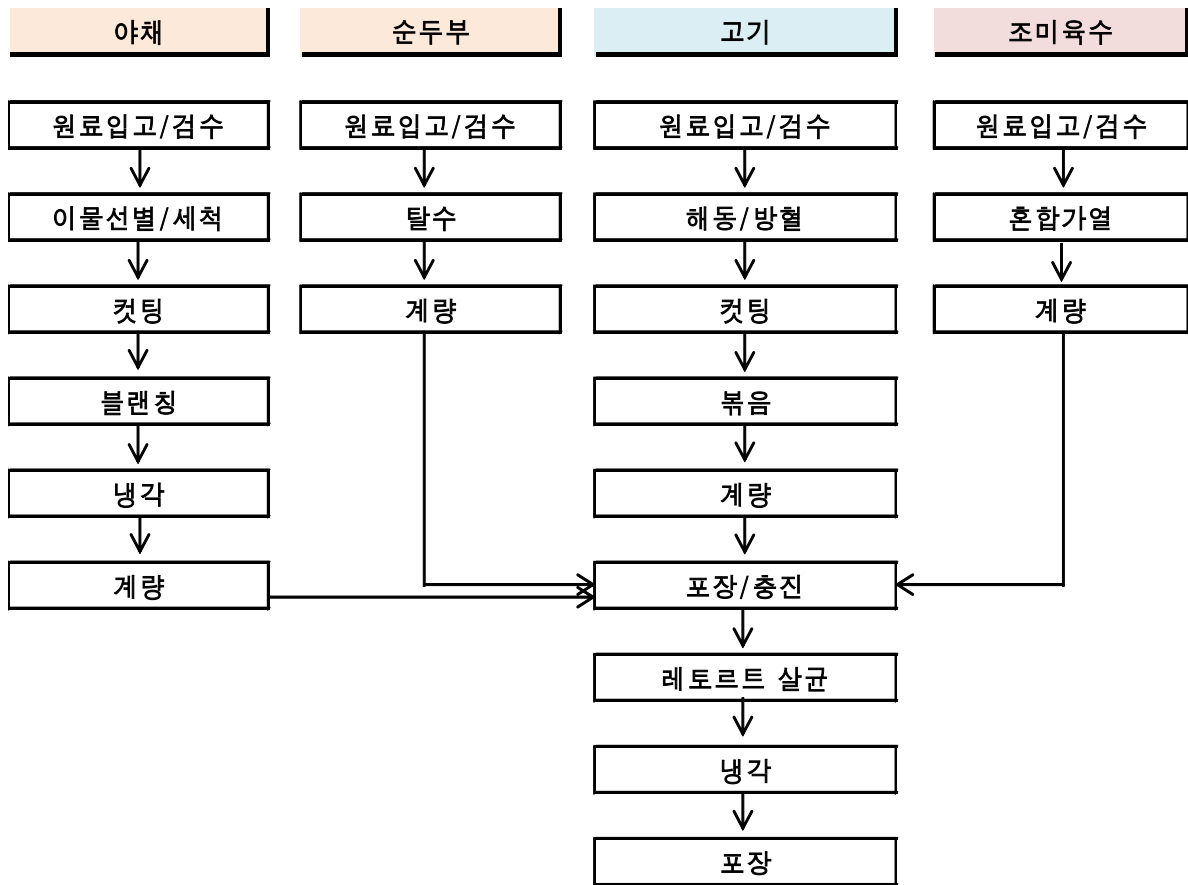 야채
순두부
고기
조미육수
원료입고/검수
원료입고/검수
원료입고/검수
원료입고/검수
이물선별/세척
탈수
해동/방혈
혼합가열
컷팅
계량
컷팅
계량
블랜칭
볶음
냉각
계량
계량
포장/충진
레토르트 살균
냉각
포장